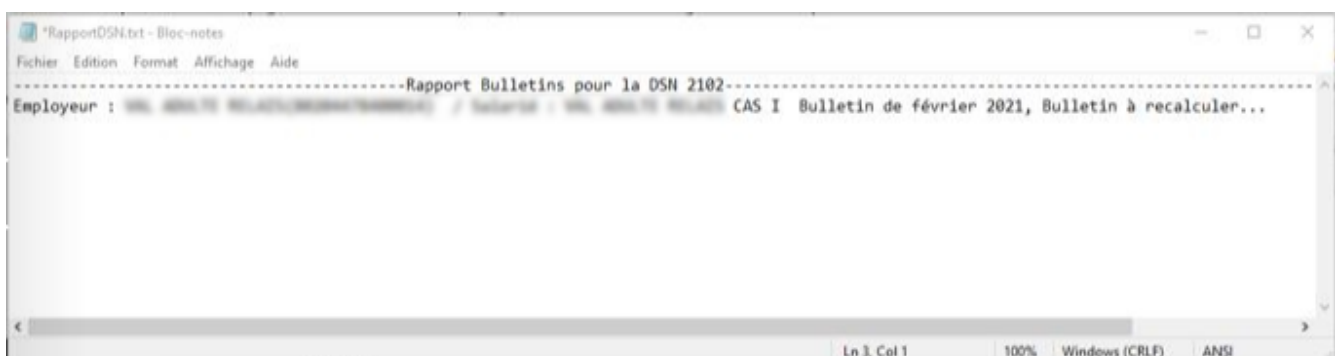 *RapportDSN.txt - Bloc-notes
Fichier Edition Format Affichage Aide
--------------------------------------Rapport Bulletins pour la DSN 2102---------------------------------------------------------
Employeur : / Salarié : CAS I Bulletin de février 2021, Bulletin à recalculer...
Ln 3, Col 1 100% Windows (CRLF) ANSI